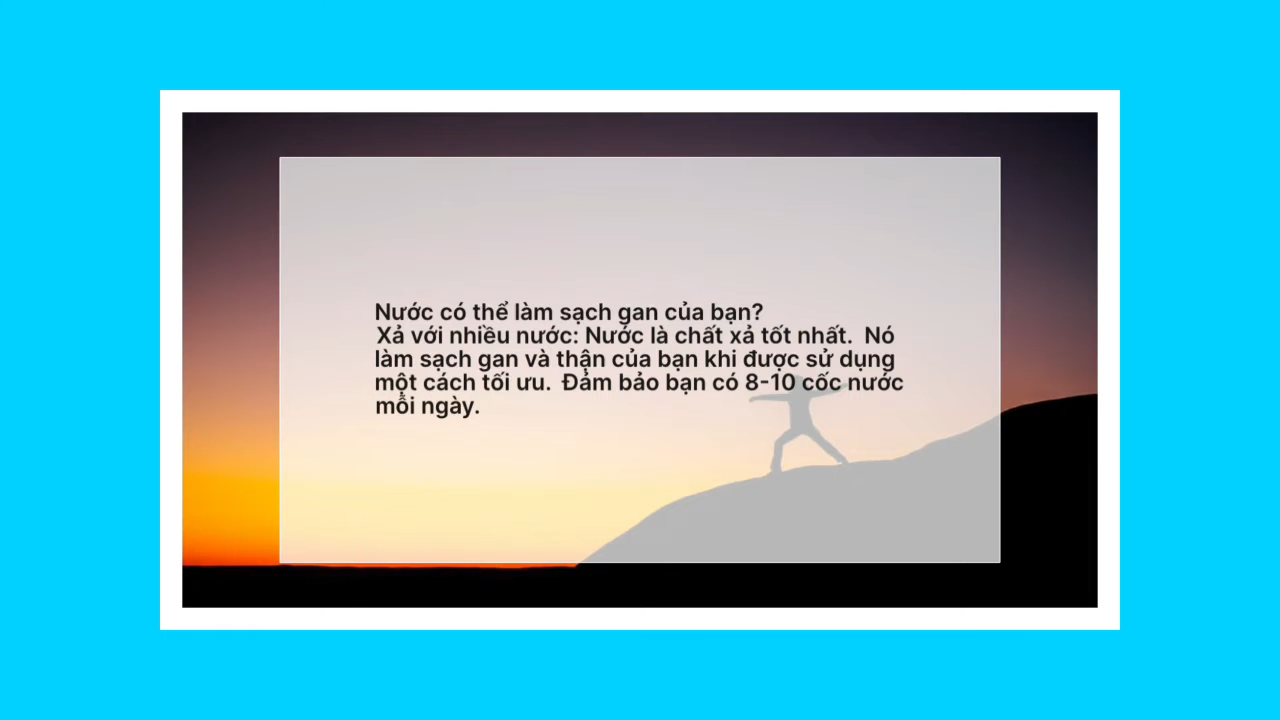 Nước có thể làm sạch gan của bạn?
Xả với nhiều nước: Nước là chất xả tốt nhất. Nó
làm sạch gan và thận của bạn khi được sử dụng
một cách tối ưu. Đảm bảo bạn có 8-10 cốc nước
mỗi ngày.